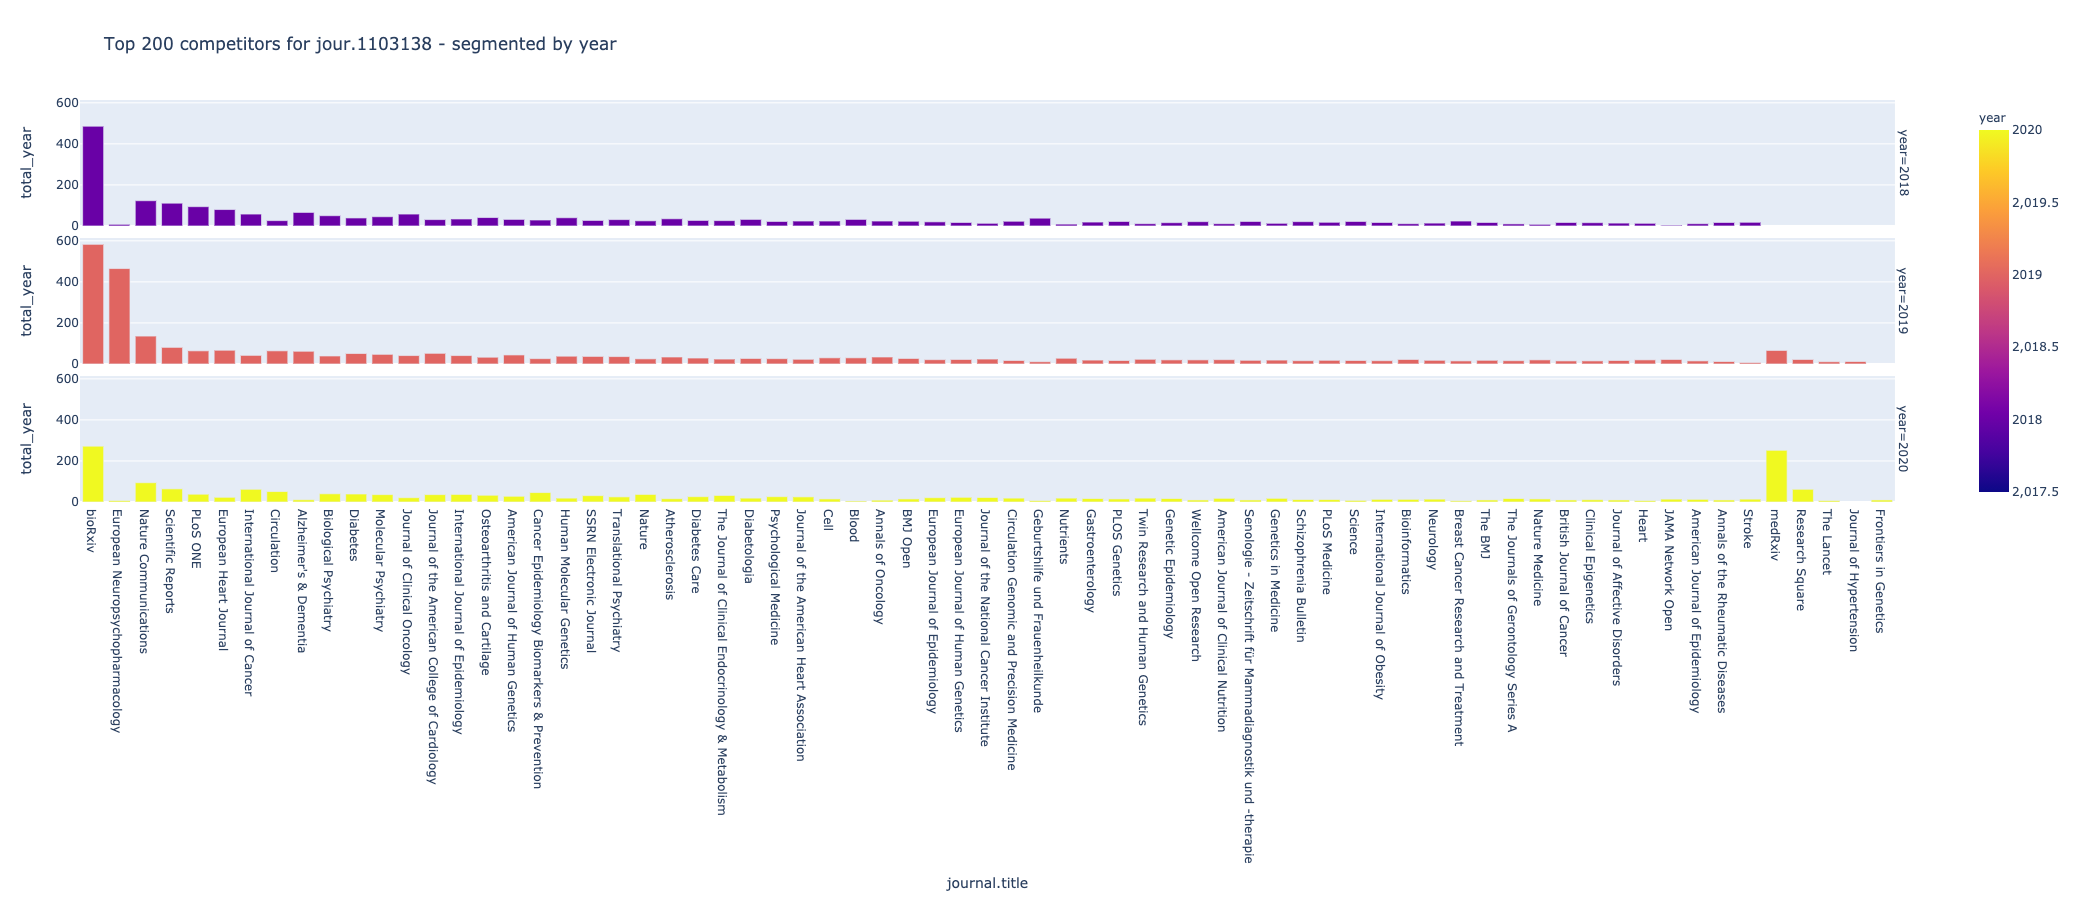 Top 200 competitors for jour.1103138 - segmented by year
600
400
200
0
total_year
year=2018
600
400
200
0
total_year
year=2019
600
400
200
0
total_year
year=2020
bioRxiv
European Neuropsychopharmacology
Nature Communications
Scientific Reports
PLoS ONE
European Heart Journal
International Journal of Cancer
Circulation
Alzheimer's & Dementia
Biological Psychiatry
Diabetes
Molecular Psychiatry
Journal of Clinical Oncology
Journal of the American College of Cardiology
International Journal of Epidemiology
Osteoarthritis and Cartilage
American Journal of Human Genetics
Cancer Epidemiology Biomarkers & Prevention
Human Molecular Genetics
SSRN Electronic Journal
Translational Psychiatry
Nature
Atherosclerosis
Diabetes Care
The Journal of Clinical Endocrinology & Metabolism
Diabetologia
Psychological Medicine
Journal of the American Heart Association
Cell
Blood
Annals of Oncology
BMJ Open
European Journal of Epidemiology
European Journal of Human Genetics
Journal of the National Cancer Institute
Circulation Genomic and Precision Medicine
Geburtshilfe und Frauenheilkunde
Nutrients
Gastroenterology
PLOS Genetics
Twin Research and Human Genetics
Genetic Epidemiology
Wellcome Open Research
American Journal of Clinical Nutrition
Senologie - Zeitschrift für Mammadiagnostik und -therapie
Genetics in Medicine
Schizophrenia Bulletin
PLoS Medicine
Science
International Journal of Obesity
Bioinformatics
Neurology
Breast Cancer Research and Treatment
The BMJ
The Journals of Gerontology Series A
Nature Medicine
British Journal of Cancer
Clinical Epigenetics
Journal of Affective Disorders
Heart
JAMA Network Open
American Journal of Epidemiology
Annals of the Rheumatic Diseases
Stroke
medRxiv
Research Square
The Lancet
Journal of Hypertension
Frontiers in Genetics
journal.title
year
2020
2,019.5
2019
2,018.5
2018
2,017.5